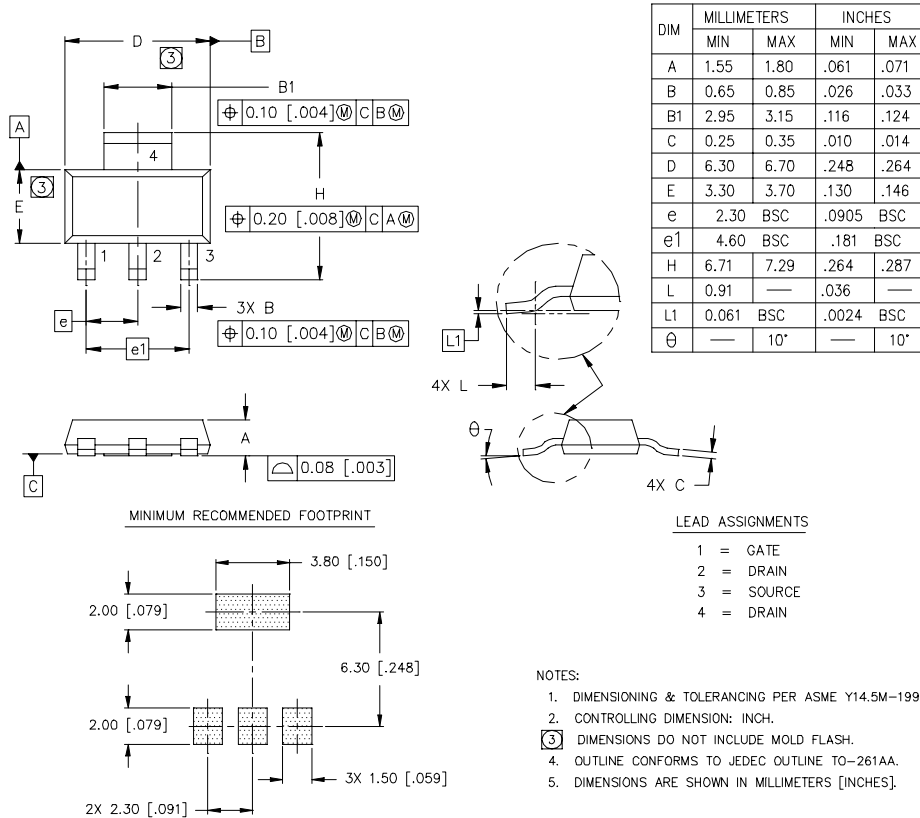 D
B
3
B1
⌖ 0.10 [.004]Ⓜ C BⓂ
A
4
3
E
H
⌖ 0.20 [.008]Ⓜ C AⓂ
1 2 3
e
3X B
e1
⌖ 0.10 [.004]Ⓜ C BⓂ
L1
4X L
DIM MILLIMETERS INCHES
MIN MAX MIN MAX
A 1.55 1.80 .061 .071
B 0.65 0.85 .026 .033
B1 2.95 3.15 .116 .124
C 0.25 0.35 .010 .014
D 6.30 6.70 .248 .264
E 3.30 3.70 .130 .146
e 2.30 BSC .0905 BSC
e1 4.60 BSC .181 BSC
H 6.71 7.29 .264 .287
L 0.91 — .036 —
L1 0.061 BSC .0024 BSC
θ — 10° — 10°
A
C
⌓ 0.08 [.003]
θ
4X C
MINIMUM RECOMMENDED FOOTPRINT
3.80 [.150]
2.00 [.079]
6.30 [.248]
2.00 [.079]
3X 1.50 [.059]
2X 2.30 [.091]
LEAD ASSIGNMENTS
1 = GATE
2 = DRAIN
3 = SOURCE
4 = DRAIN
NOTES:
1. DIMENSIONING & TOLERANCING PER ASME Y14.5M-199
2. CONTROLLING DIMENSION: INCH.
3 DIMENSIONS DO NOT INCLUDE MOLD FLASH.
4. OUTLINE CONFORMS TO JEDEC OUTLINE TO-261AA.
5. DIMENSIONS ARE SHOWN IN MILLIMETERS [INCHES].